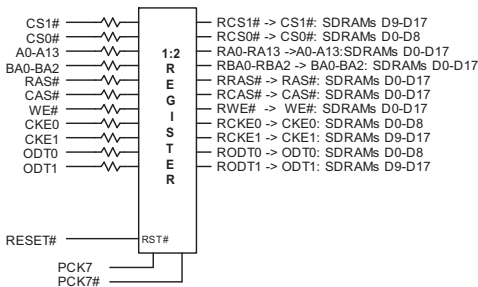 CS1# RCS1# -> CS1#: SDRAMs D9-D17
CS0# RCS0# -> CS0#: SDRAMs D0-D8
A0-A13 RA0-RA13 ->A0-A13:SDRAMs D0-D17
BA0-BA2 RBA0-RBA2 -> BA0-BA2: SDRAMs D0-D17
RAS# RRAS# -> RAS#: SDRAMs D0-D17
CAS# RCAS# -> CAS#: SDRAMs D0-D17
WE# RWE# -> WE#: SDRAMs D0-D17
CKE0 RCKE0 -> CKE0: SDRAMs D0-D8
CKE1 RCKE1 -> CKE1: SDRAMs D9-D17
ODT0 RODT0 -> ODT0: SDRAMs D0-D8
ODT1 RODT1 -> ODT1: SDRAMs D9-D17
1:2
R
E
G
I
S
T
E
R
RESET# RST#
PCK7
PCK7#